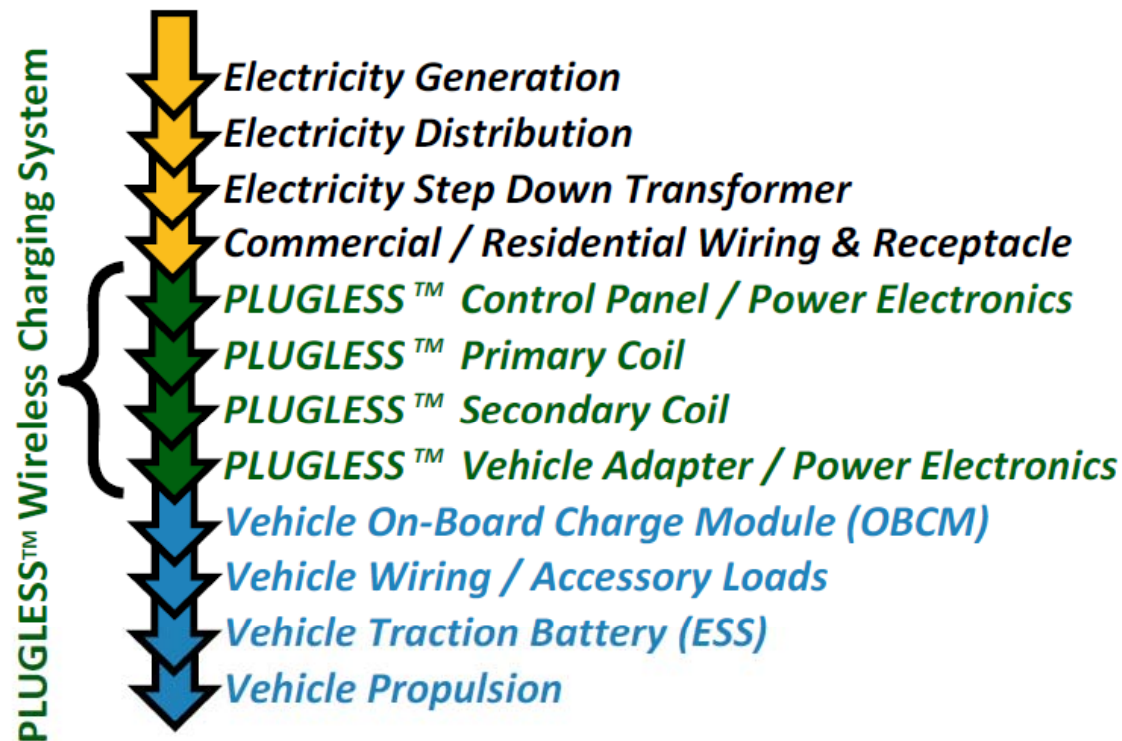 PLUGLESS™ Wireless Charging System
Electricity Generation
Electricity Distribution
Electricity Step Down Transformer
Commercial / Residential Wiring & Receptacle
PLUGLESS™ Control Panel / Power Electronics
PLUGLESS™ Primary Coil
PLUGLESS™ Secondary Coil
PLUGLESS™ Vehicle Adapter / Power Electronics
Vehicle On-Board Charge Module (OBCM)
Vehicle Wiring / Accessory Loads
Vehicle Traction Battery (ESS)
Vehicle Propulsion